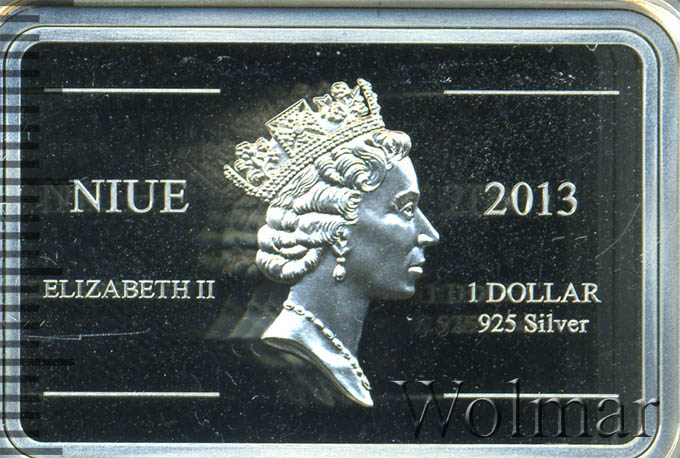 NIUE
2013
ELIZABETH II
1 DOLLAR
925 Silver
Wolmar